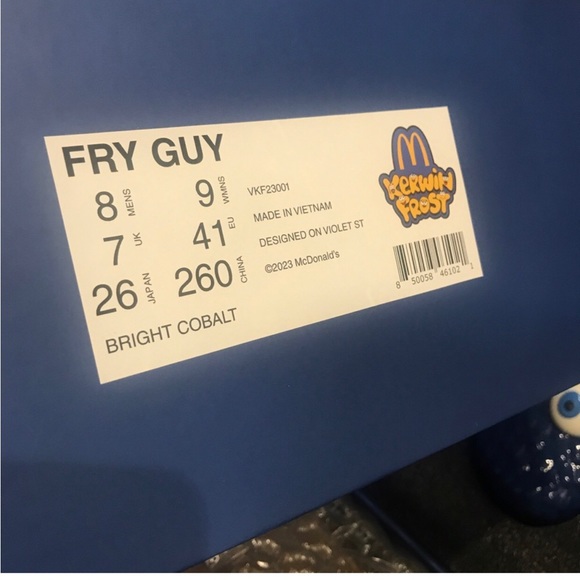 FRY GUY
8 MENS 9 WMNS
7 UK 41 EU
26 JAPAN 260 CHINA
BRIGHT COBALT
VKF23001
MADE IN VIETNAM
DESIGNED ON VIOLET ST
©2023 McDonald's
M
KERWIN
FROST
8 50058 46102 1